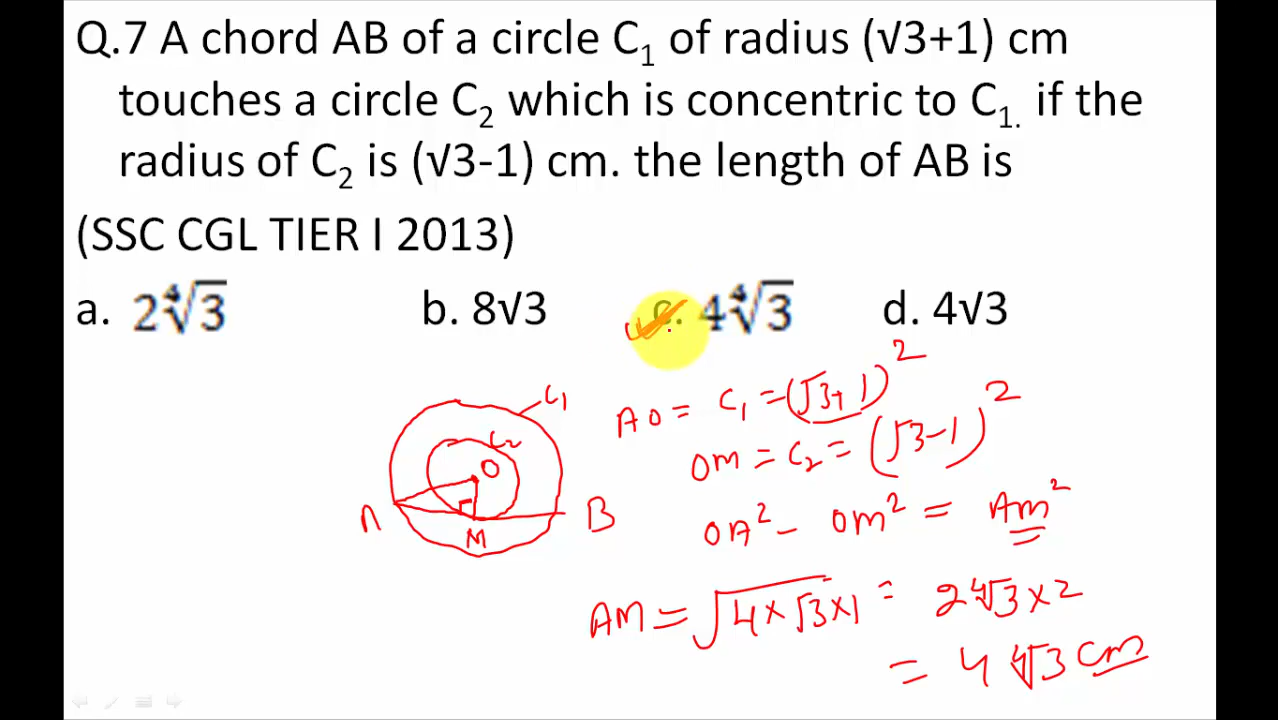 Q.7 A chord AB of a circle C₁ of radius (√3+1) cm
touches a circle C₂ which is concentric to C₁. if the
radius of C₂ is (√3-1) cm. the length of AB is
(SSC CGL TIER I 2013)
a. 2∜3 b. 8√3 c. 4∜3 d. 4√3
C₁
C₂
O
A
M
B
AO = C₁ = (√3+1)²
OM = C₂ = (√3-1)²
OA² - OM² = AM²
AM = √4×√3×1 = 2∜3×2
= 4∜3 cm